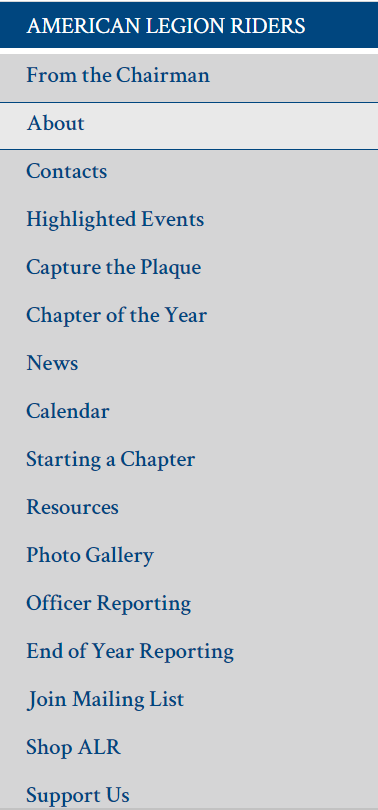 AMERICAN LEGION RIDERS
From the Chairman
About
Contacts
Highlighted Events
Capture the Plaque
Chapter of the Year
News
Calendar
Starting a Chapter
Resources
Photo Gallery
Officer Reporting
End of Year Reporting
Join Mailing List
Shop ALR
Support Us